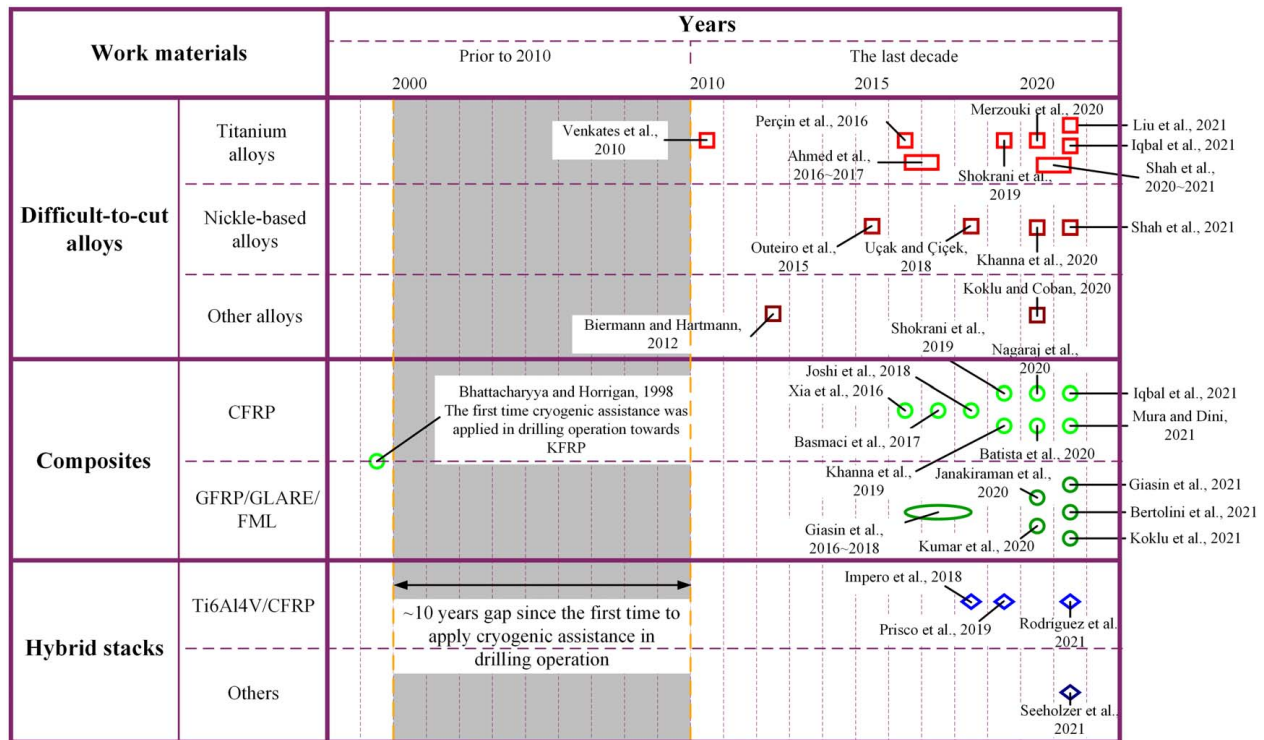 Work materials
Years
Prior to 2010
The last decade
2000
2010
2015
2020
Difficult-to-cut
alloys
Titanium
alloys
Venkates et al.,
2010
Perçin et al., 2016
Ahmed et al.,
2016~2017
Merzouki et al., 2020
Shokrani et al.,
2019
Liu et al., 2021
Iqbal et al., 2021
Shah et al.,
2020~2021
Nickle-based
alloys
Outeiro et al.,
2015
Uçak and Çiçek,
2018
Khanna et al.,
2020
Shah et al., 2021
Other alloys
Biermann and Hartmann,
2012
Koklu and Coban, 2020
Composites
CFRP
Bhattacharyya and Horrigan, 1998
The first time cryogenic assistance was
applied in drilling operation towards
KFRP
Shokrani et al.,
2019
Nagaraj et al.,
2020
Joshi et al., 2018
Xia et al., 2016
Basmaci et al., 2017
Khanna et al.,
2019
Batista et al., 2020
Iqbal et al., 2021
Mura and Dini,
2021
GFRP/GLARE/
FML
Giasin et al.,
2016~2018
Janakiraman et al.,
2020
Kumar et al., 2020
Giasin et al., 2021
Bertolini et al., 2021
Koklu et al., 2021
Hybrid stacks
Ti6Al4V/CFRP
~10 years gap since the first time to
apply cryogenic assistance in
drilling operation
Impero et al., 2018
Prisco et al., 2019
Rodríguez et al.,
2021
Others
Seeholzer et al.,
2021